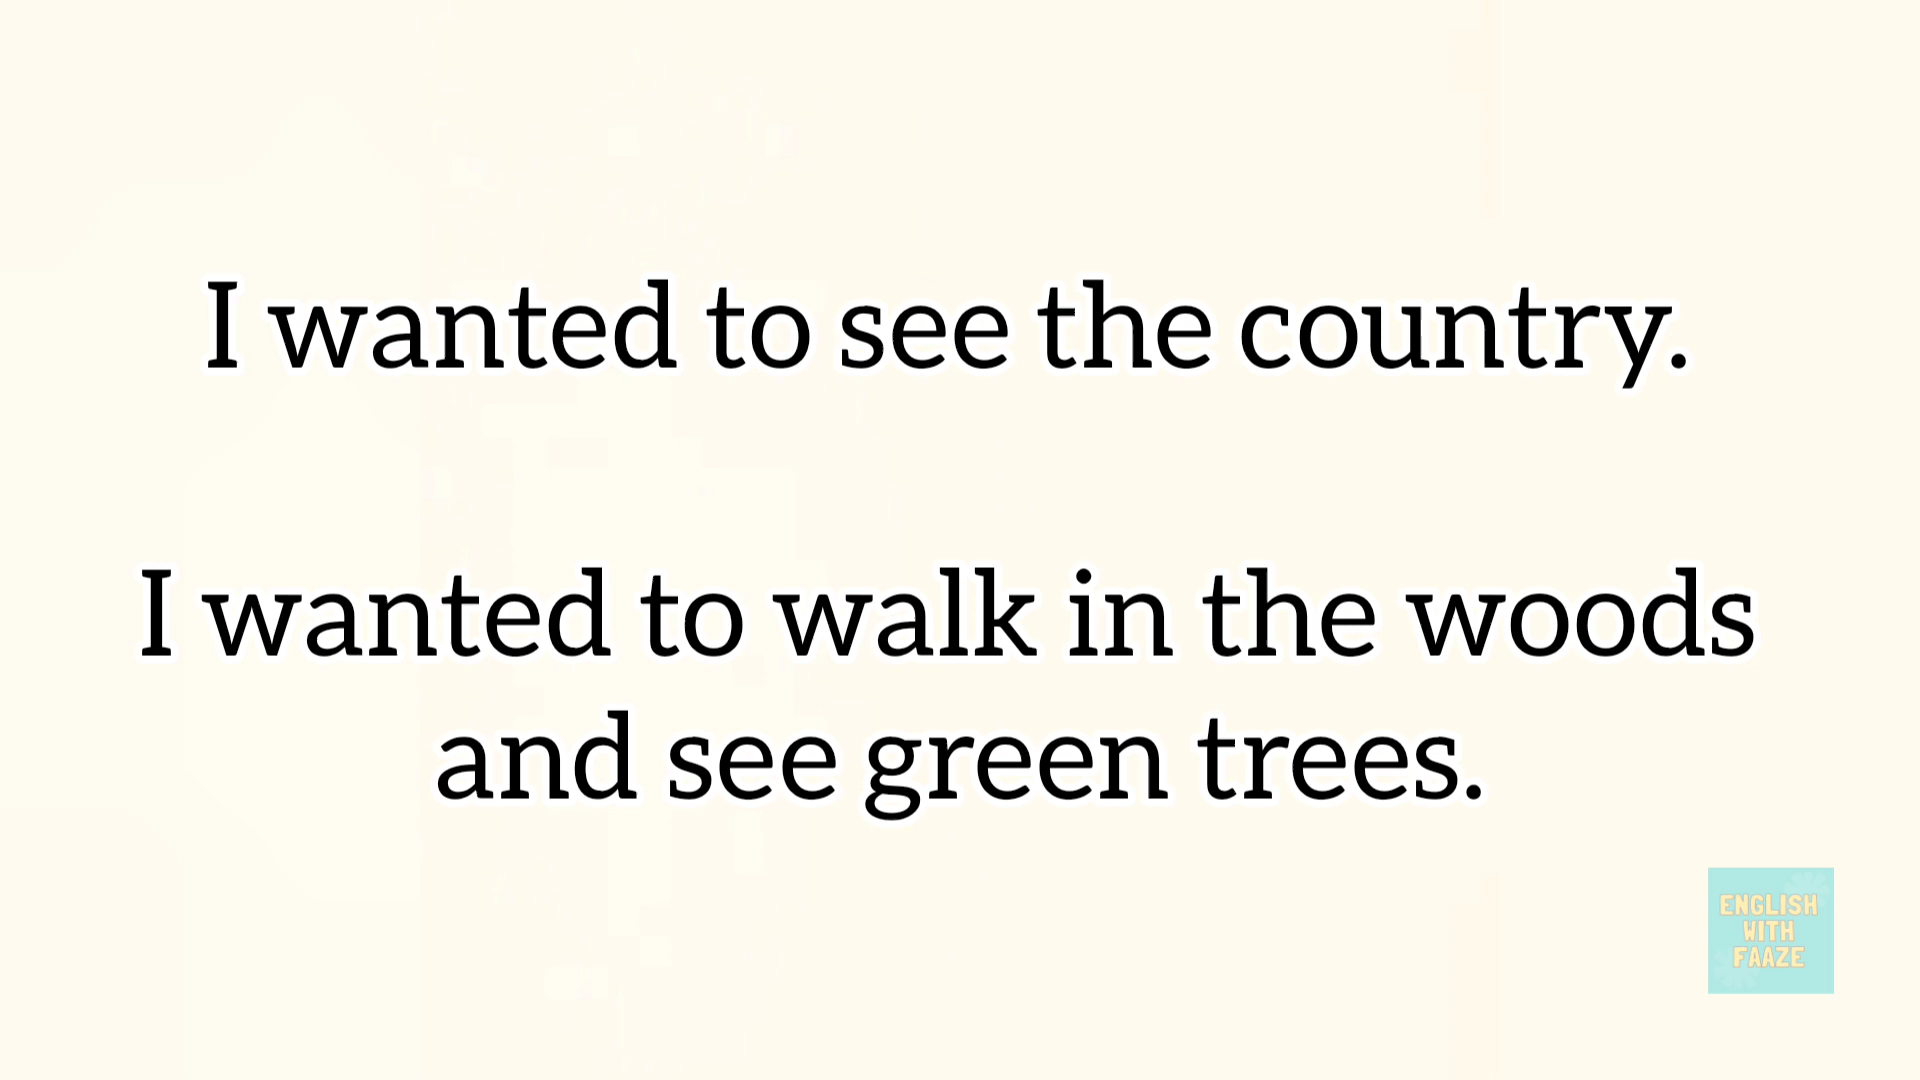 I wanted to see the country.
I wanted to walk in the woods
and see green trees.
ENGLISH
WITH
FAAZE